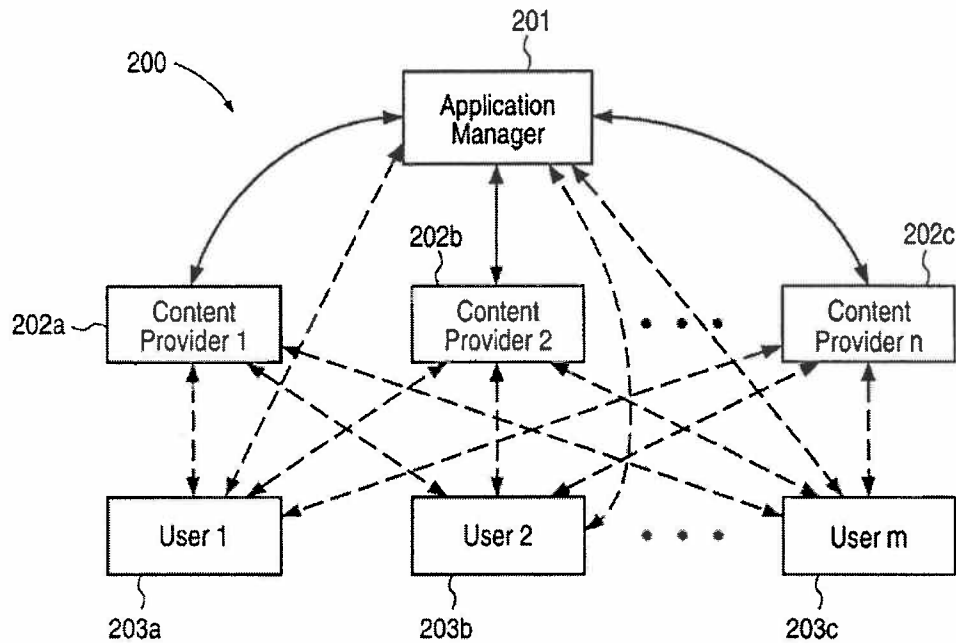 201
200
Application
Manager
202b
202c
202a
Content
Provider 1
Content
Provider 2
• • •
Content
Provider n
User 1
User 2
• • •
User m
203a
203b
203c